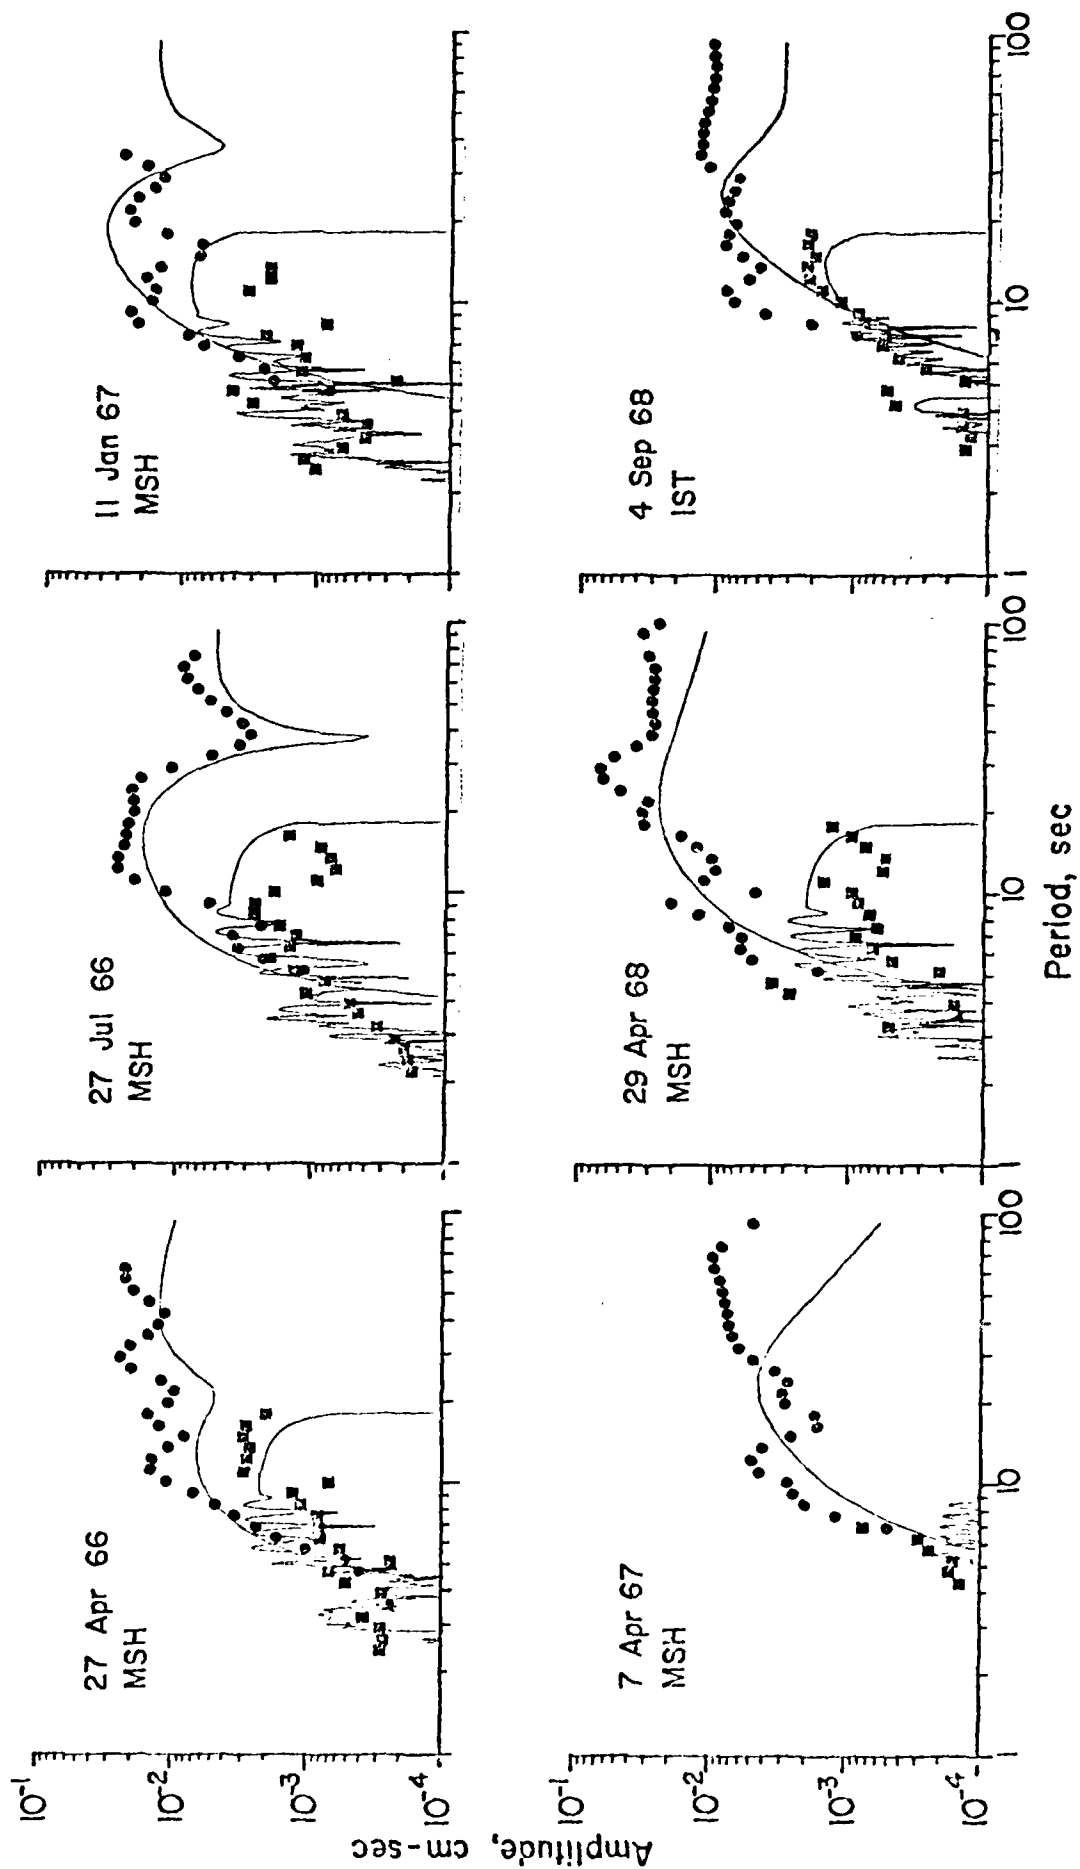 Amplitude, cm-sec
10⁻¹
10⁻²
10⁻³
10⁻⁴
27 Apr 66
MSH
27 Jul 66
MSH
11 Jan 67
MSH
10⁻¹
10⁻²
10⁻³
10⁻⁴
7 Apr 67
MSH
29 Apr 68
MSH
4 Sep 68
IST
1
10
100
10
100
1
10
100
Period, sec